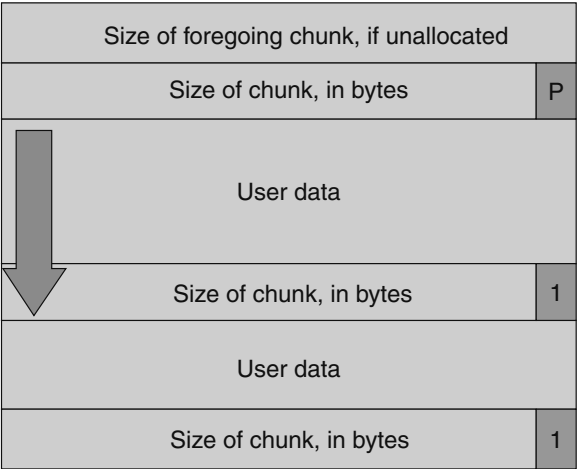 Size of foregoing chunk, if unallocated
Size of chunk, in bytes P
User data
Size of chunk, in bytes 1
User data
Size of chunk, in bytes 1